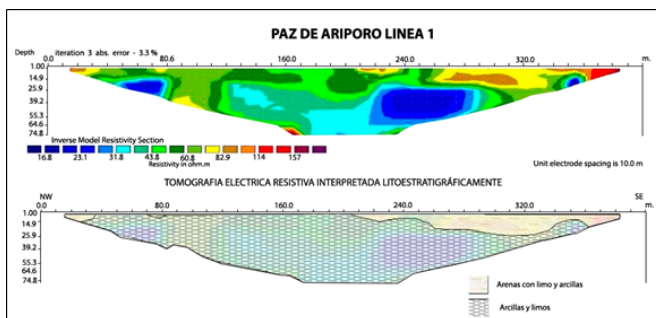 PAZ DE ARIPORO LINEA 1
Depth iteration 3 abs. error - 3.3 %
0.0 80.6 160.0 240.0 320.0 m.
1.00
14.9
25.9
39.2
55.3
64.6
74.8
Inverse Model Resistivity Section
16.8 23.1 31.8 43.8 60.8 82.9 114 157
Resistivity in ohm.m
Unit electrode spacing is 10.0 m
TOMOGRAFIA ELECTRICA RESISTIVA INTERPRETADA LITOESTRATIGRÁFICAMENTE
NW SE
0.0 80.0 160.0 240.0 320.0 m.
1.00
14.9
25.9
39.2
55.3
64.6
74.8
Arenas con limo y arcillas
Arcillas y limos